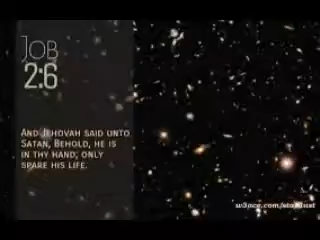 Job
2:6
And Jehovah said unto
Satan, Behold, he is
in thy hand; only
spare his life.